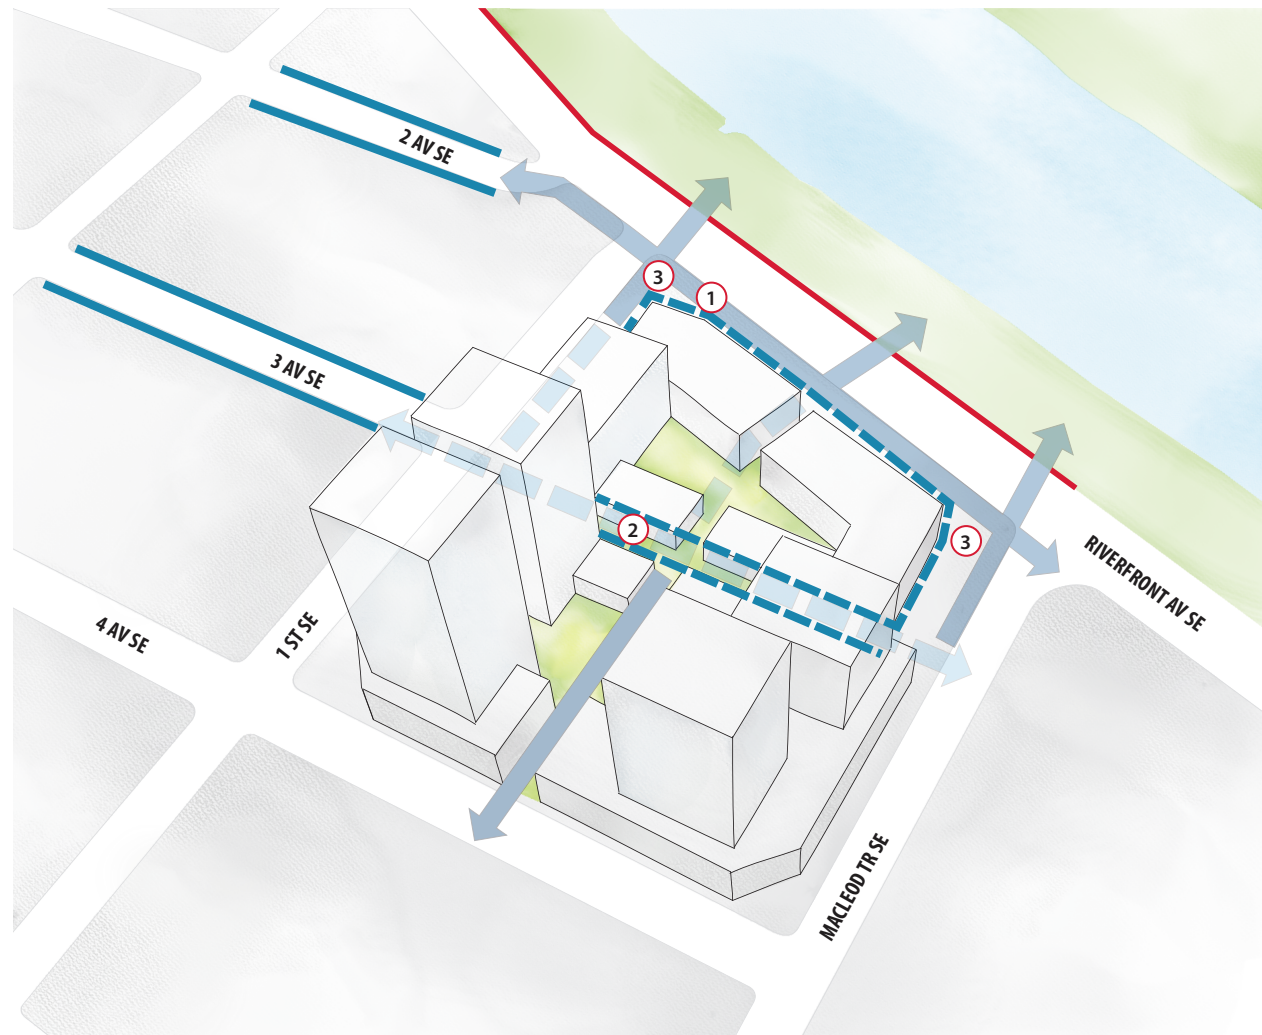 2 AV SE
3
1
3 AV SE
2
3
RIVERFRONT AV SE
4 AV SE
1 ST SE
MACLEOD TR SE